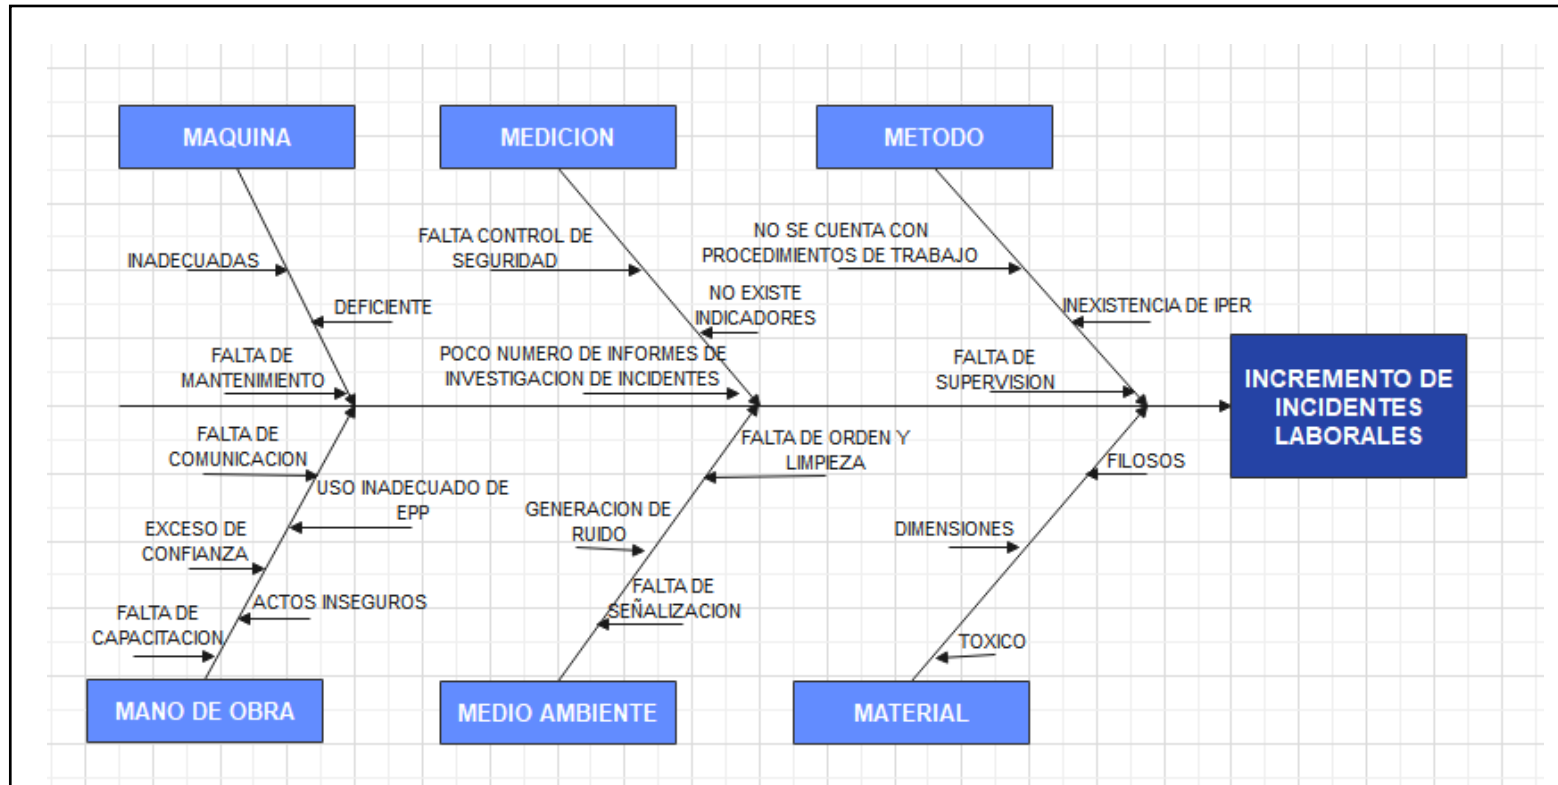 MAQUINA
MEDICION
METODO
INADECUADAS
DEFICIENTE
FALTA DE
MANTENIMIENTO
FALTA CONTROL DE
SEGURIDAD
NO EXISTE
INDICADORES
POCO NUMERO DE INFORMES DE
INVESTIGACION DE INCIDENTES
NO SE CUENTA CON
PROCEDIMIENTOS DE TRABAJO
INEXISTENCIA DE IPER
FALTA DE
SUPERVISION
INCREMENTO DE
INCIDENTES
LABORALES
FALTA DE
COMUNICACION
USO INADECUADO DE
EPP
EXCESO DE
CONFIANZA
ACTOS INSEGUROS
FALTA DE
CAPACITACION
FALTA DE ORDEN Y
LIMPIEZA
GENERACION DE
RUIDO
FALTA DE
SEÑALIZACION
FILOSOS
DIMENSIONES
TOXICO
MANO DE OBRA
MEDIO AMBIENTE
MATERIAL